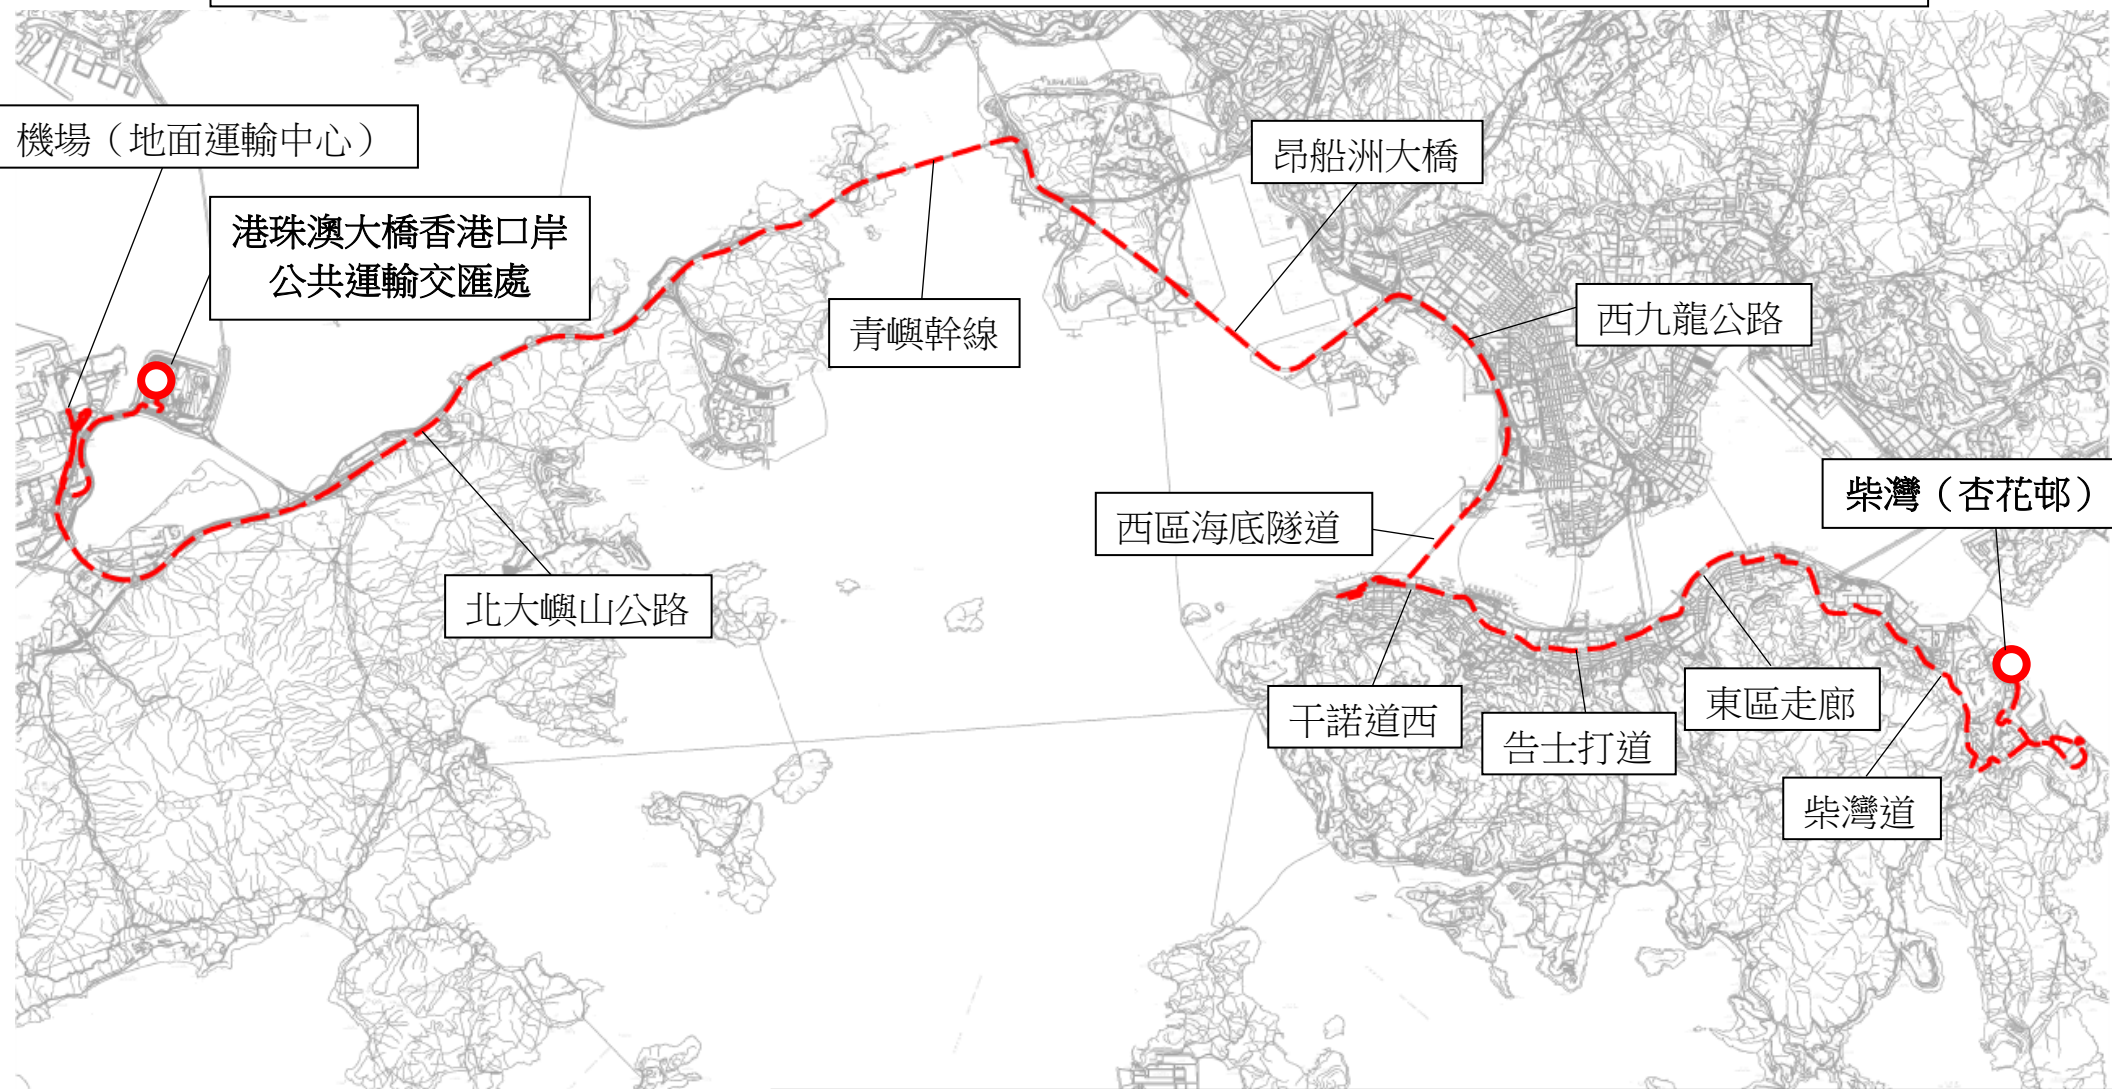 機場（地面運輸中心）
昂船洲大橋
港珠澳大橋香港口岸
公共運輸交匯處
西九龍公路
青嶼幹線
柴灣（杏花邨）
西區海底隧道
北大嶼山公路
干諾道西
東區走廊
告士打道
柴灣道